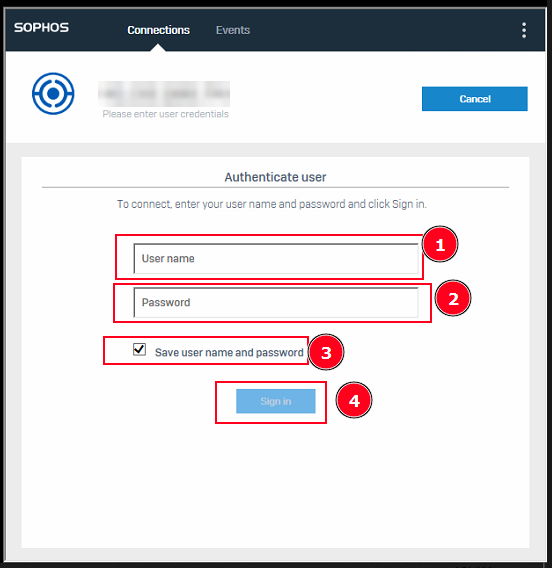 SOPHOS Connections Events
Please enter user credentials
Cancel
Authenticate user
To connect, enter your user name and password and click Sign in.
User name
1
Password
2
Save user name and password
3
Sign in
4